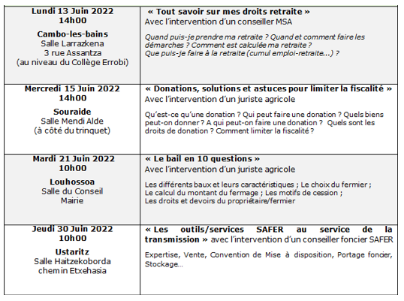 Lundi 13 Juin 2022
14h00
Cambo-les-bains
Salle Larrazkena
3 rue Assantza
(au niveau du Collège Errobi)
« Tout savoir sur mes droits retraite »
Avec l'intervention d'un conseiller MSA
Quand puis-je prendre ma retraite ? Quand et comment faire les
démarches ? Comment est calculée ma retraite ?
Que puis-je faire à la retraite (cumul emploi-retraite...) ?
Mercredi 15 Juin 2022
14h00
Souraide
Salle Mendi Alde
(à côté du trinquet)
« Donations, solutions et astuces pour limiter la fiscalité »
Avec l'intervention d'un juriste agricole
Qu'est-ce qu'une donation ? Qui peut faire une donation ? Quels biens
peut-on donner ? A qui peut-on faire une donation ? Quels sont les
droits de donation ? Comment limiter la fiscalité ?
Mardi 21 Juin 2022
10h00
Louhossoa
Salle du Conseil
Mairie
« Le bail en 10 questions »
Avec l'intervention d'un juriste agricole
Les différents baux et leurs caractéristiques ; Le choix du fermier ;
Le calcul du montant du fermage ; Les motifs de cession ;
Les droits et devoirs du propriétaire/fermier
Jeudi 30 Juin 2022
10h00
Ustaritz
Salle Haitzekoborda
chemin Etxehasia
« Les outils/services SAFER au service de la
transmission » avec l'intervention d'un conseiller foncier SAFER
Expertise, Vente, Convention de Mise à disposition, Portage foncier,
Stockage...